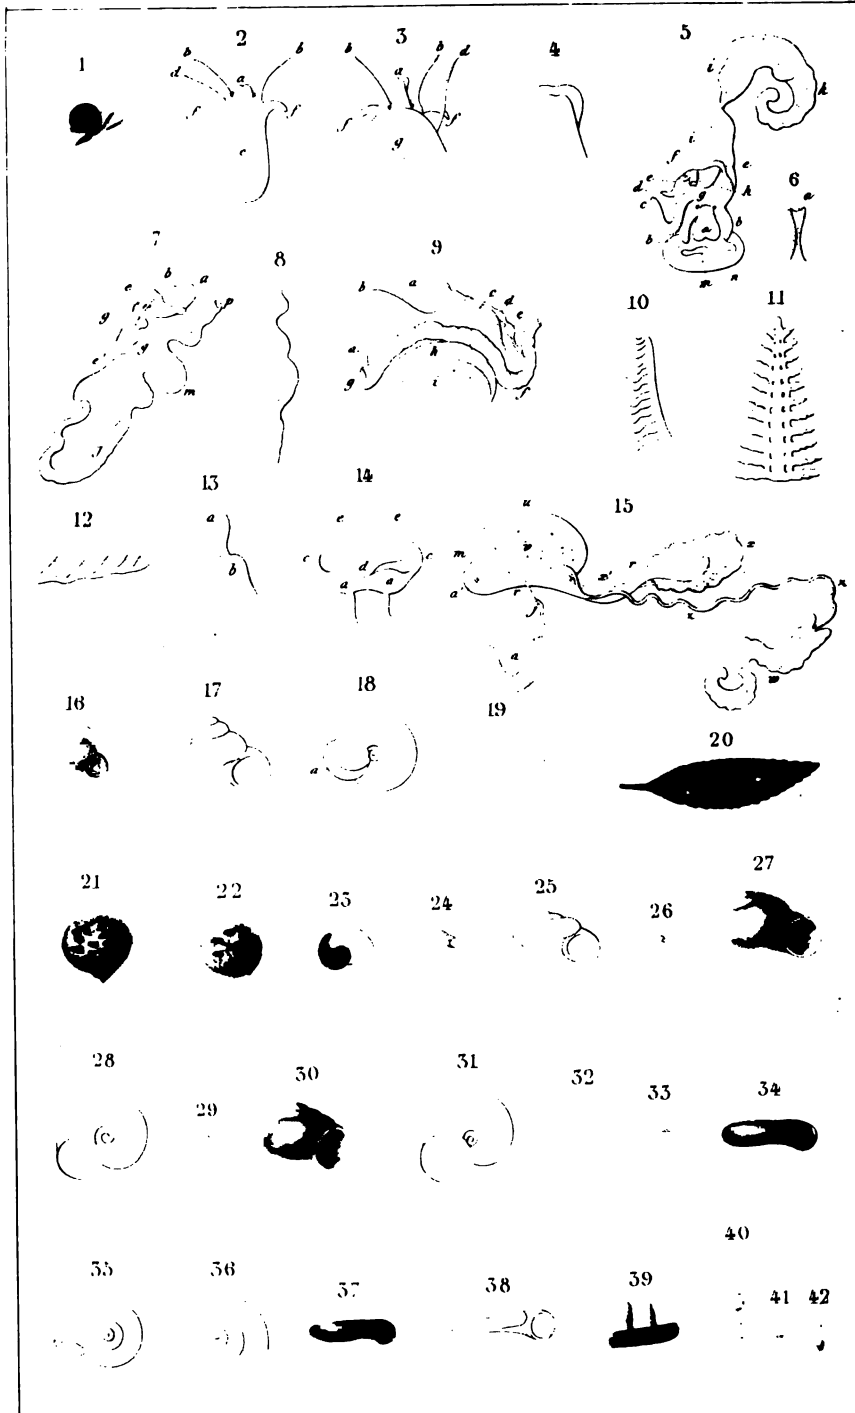 1 2 3 4 5 6
b d a b f f c
b a b d f f g
i h i f e e d c g h b b a m n
a
7 8 9 10 11
e b a f g p g e m
b a c d e a g h i f
12 13 14 15
a b
e e c c d a a
u v m a r x x' r x x n a w
16 17 18 19 20
a
21 22 23 24 25 26 27
28 29 30 31 32 33 34
35 36 37 38 39 40 41 42